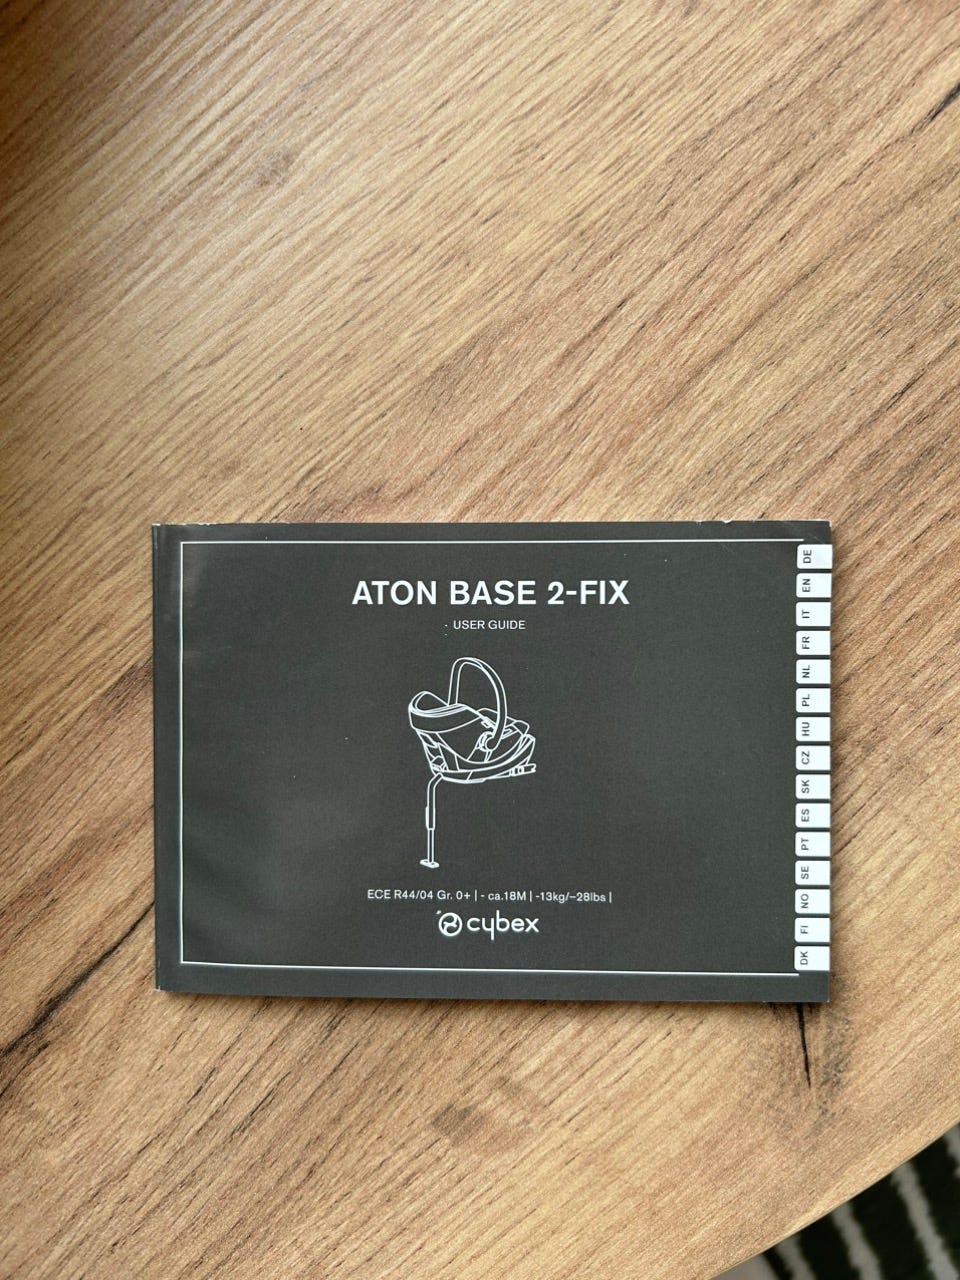 ATON BASE 2-FIX
USER GUIDE
ECE R44/04 Gr. 0+ | - ca.18M | -13kg/–28lbs |
cybex
DE
EN
IT
FR
NL
PL
HU
CZ
SK
ES
PT
SE
NO
FI
DK